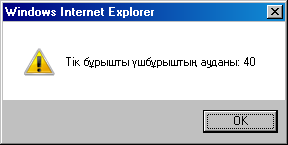 Windows Internet Explorer
Тік бұрышты үшбұрыштың ауданы: 40
OK